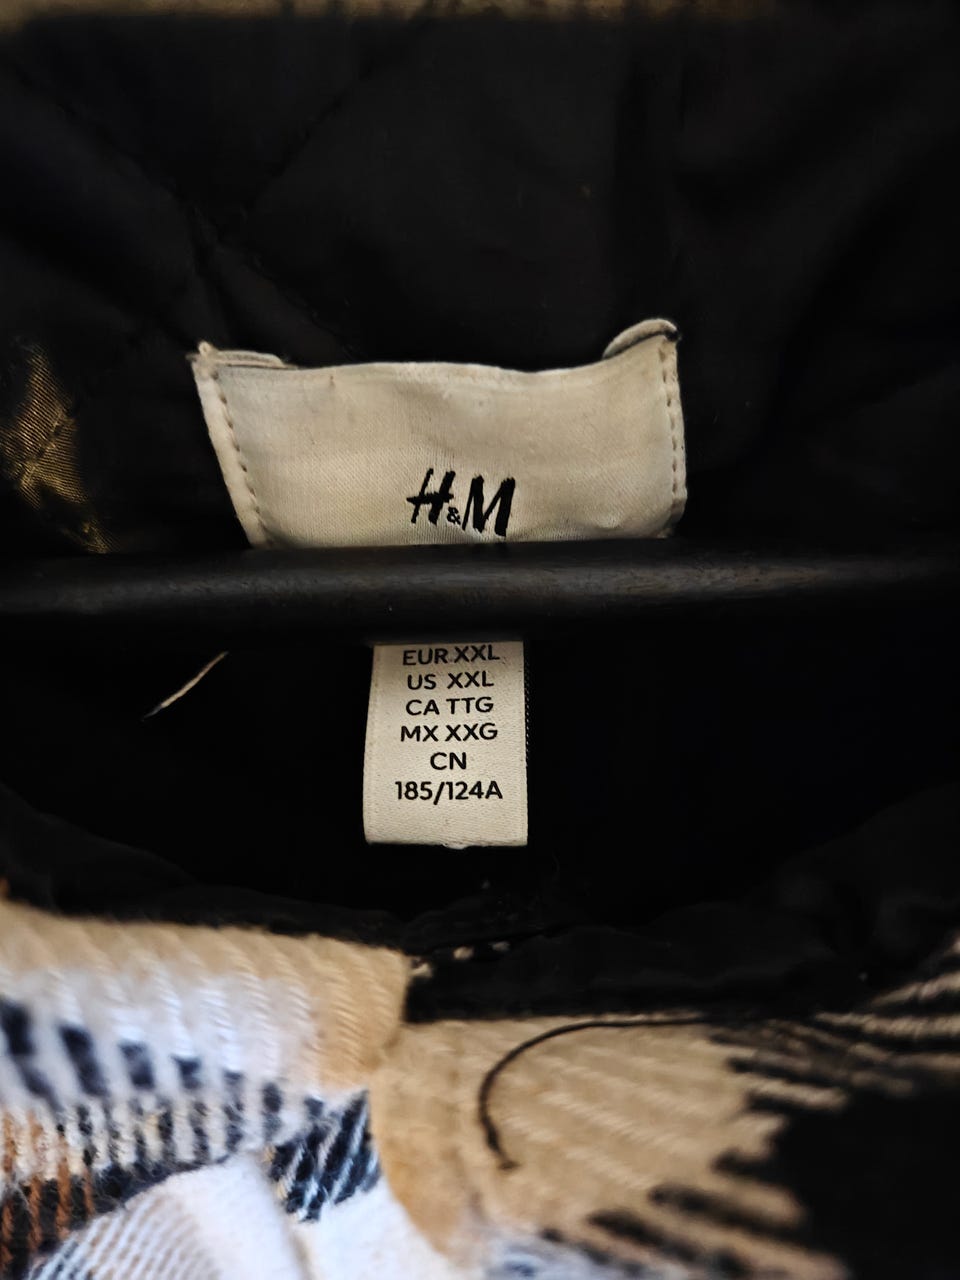 H&M
EUR XXL
US XXL
CA TTG
MX XXG
CN
185/124A